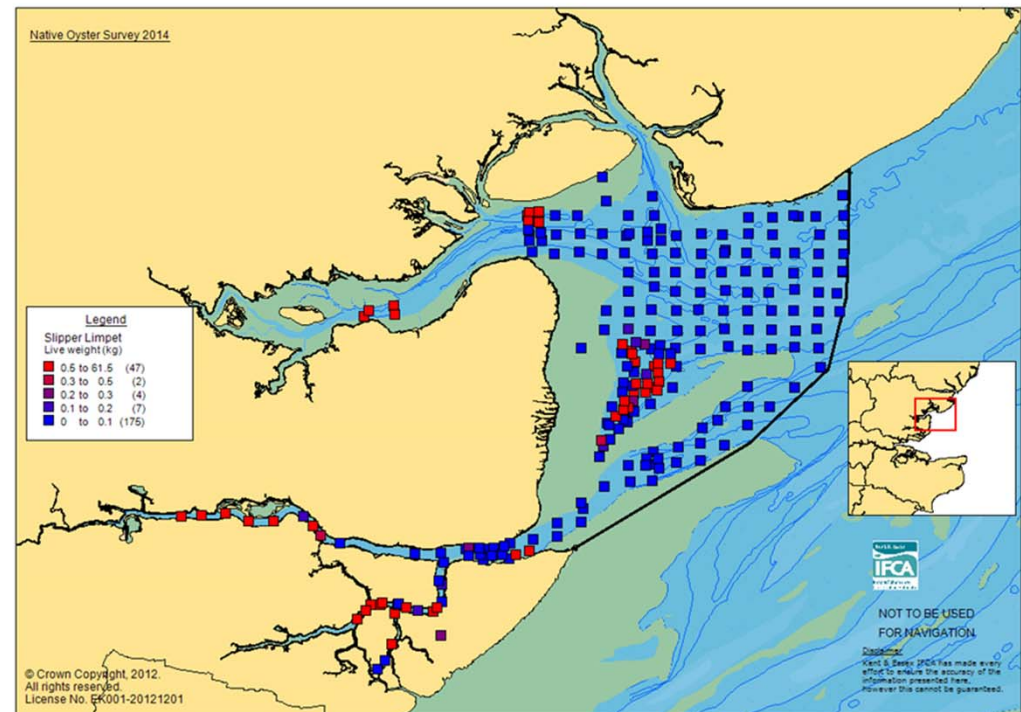 Native Oyster Survey 2014
Legend
Slipper Limpet
Live weight (kg)
0.5 to 61.5 (47)
0.3 to 0.5 (2)
0.2 to 0.3 (4)
0.1 to 0.2 (7)
0 to 0.1 (175)
IFCA
NOT TO BE USED
FOR NAVIGATION
Disclaimer
Kent & Essex IFCA has made every
effort to ensure the accuracy of the
information presented here,
however this cannot be guaranteed.
© Crown Copyright, 2012.
All rights reserved.
License No. EK001-20121201